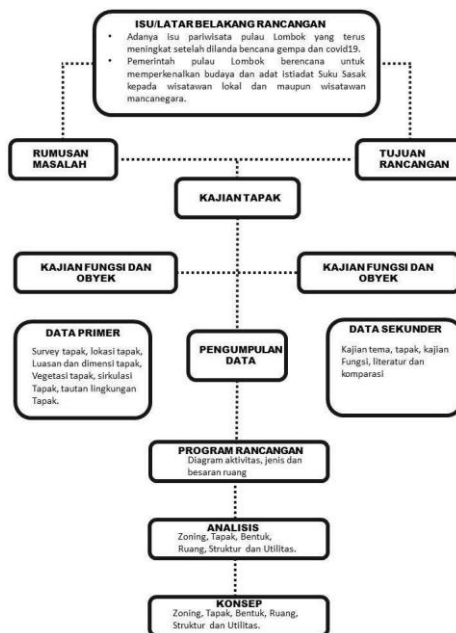 ISU/LATAR BELAKANG RANCANGAN
• Adanya isu pariwisata pulau Lombok yang terus
meningkat setelah dilanda bencana gempa dan covid19.
• Pemerintah pulau Lombok berencana untuk
memperkenalkan budaya dan adat istiadat Suku Sasak
kepada wisatawan lokal dan maupun wisatawan
mancanegara.
RUMUSAN
MASALAH
TUJUAN
RANCANGAN
KAJIAN TAPAK
KAJIAN FUNGSI DAN
OBYEK
KAJIAN FUNGSI DAN
OBYEK
DATA PRIMER
Survey tapak, lokasi tapak,
Luasan dan dimensi tapak,
Vegetasi tapak, sirkulasi
Tapak, tautan lingkungan
Tapak.
PENGUMPULAN
DATA
DATA SEKUNDER
Kajian tema, tapak, kajian
Fungsi, literatur dan
komparasi
PROGRAM RANCANGAN
Diagram aktivitas, jenis dan
besaran ruang
ANALISIS
Zoning, Tapak, Bentuk,
Ruang, Struktur dan Utilitas.
KONSEP
Zoning, Tapak, Bentuk, Ruang,
Struktur dan Utilitas.